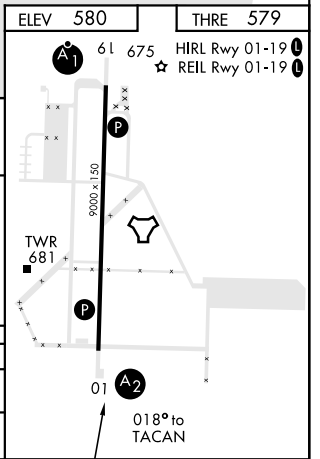 ELEV 580
THRE 579
A1
61 675
HIRL Rwy 01-19 L
REIL Rwy 01-19 L
P
9000 x 150
TWR
681
P
01
A2
018° to
TACAN